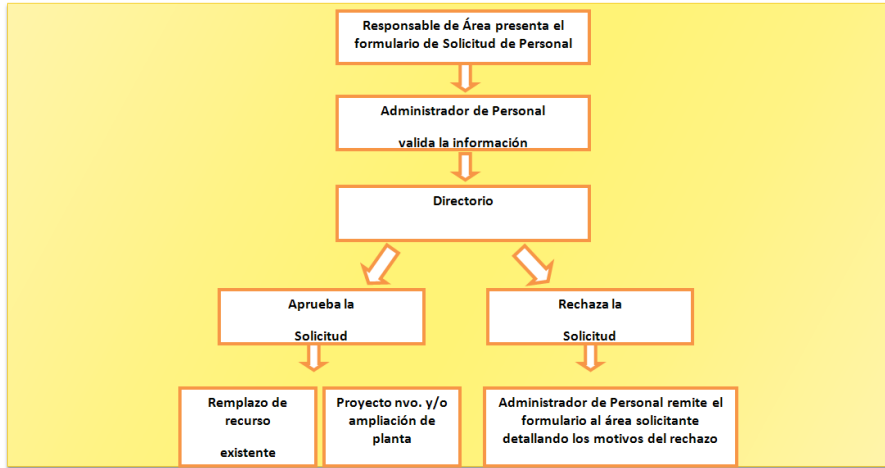 Responsable de Área presenta el
formulario de Solicitud de Personal
Administrador de Personal
valida la información
Directorio
Aprueba la
Solicitud
Rechaza la
Solicitud
Remplazo de
recurso
existente
Proyecto nvo. y/o
ampliación de
planta
Administrador de Personal remite el
formulario al área solicitante
detallando los motivos del rechazo